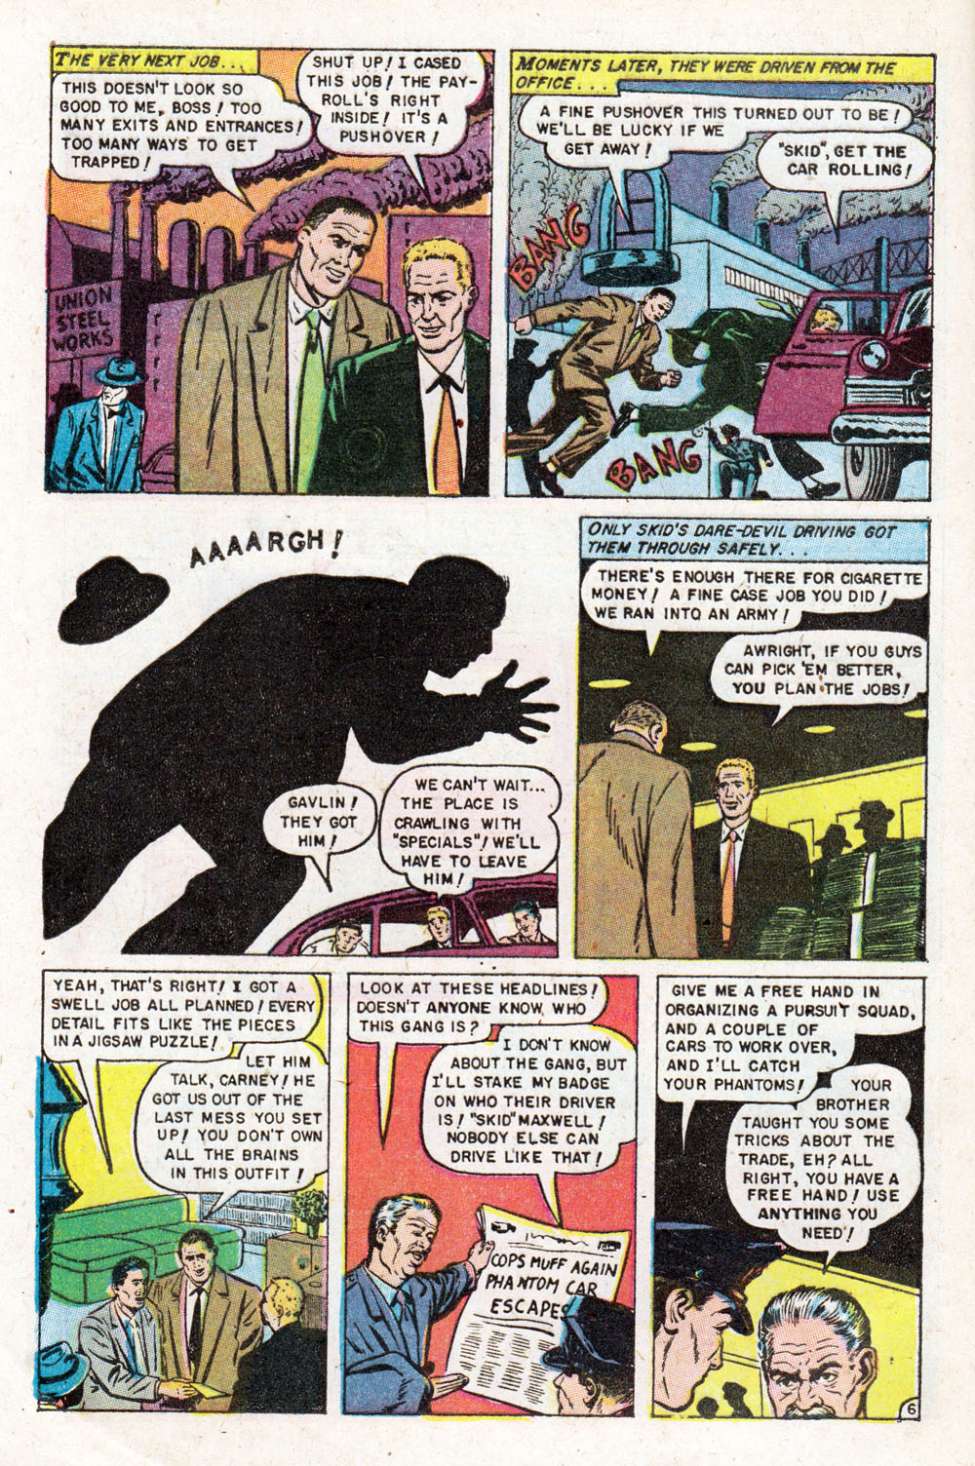 THE VERY NEXT JOB...
THIS DOESN'T LOOK SO
GOOD TO ME, BOSS! TOO
MANY EXITS AND ENTRANCES!
TOO MANY WAYS TO GET
TRAPPED!
SHUT UP! I CASED
THIS JOB! THE PAY-
ROLL'S RIGHT
INSIDE! IT'S A
PUSHOVER!
UNION
STEEL
WORKS
MOMENTS LATER, THEY WERE DRIVEN FROM THE
OFFICE...
A FINE PUSHOVER THIS TURNED OUT TO BE!
WE'LL BE LUCKY IF WE
GET AWAY!
"SKID", GET THE
CAR ROLLING!
BANG
BANG
AAAARGH!
GAVLIN!
THEY GOT
HIM!
WE CAN'T WAIT...
THE PLACE IS
CRAWLING WITH
"SPECIALS"! WE'LL
HAVE TO LEAVE
HIM!
ONLY SKID'S DARE-DEVIL DRIVING GOT
THEM THROUGH SAFELY...
THERE'S ENOUGH THERE FOR CIGARETTE
MONEY! A FINE CASE JOB YOU DID!
WE RAN INTO AN ARMY!
AWRIGHT, IF YOU GUYS
CAN PICK 'EM BETTER,
YOU PLAN THE JOBS!
YEAH, THAT'S RIGHT! I GOT A
SWELL JOB ALL PLANNED! EVERY
DETAIL FITS LIKE THE PIECES
IN A JIGSAW PUZZLE!
LET HIM
TALK, CARNEY! HE
GOT US OUT OF THE
LAST MESS YOU SET
UP! YOU DON'T OWN
ALL THE BRAINS
IN THIS OUTFIT!
LOOK AT THESE HEADLINES!
DOESN'T ANYONE KNOW, WHO
THIS GANG IS?
I DON'T KNOW
ABOUT THE GANG, BUT
I'LL STAKE MY BADGE
ON WHO THEIR DRIVER
IS! "SKID" MAXWELL!
NOBODY ELSE CAN
DRIVE LIKE THAT!
COPS MUFF AGAIN
PHANTOM CAR
ESCAPES
GIVE ME A FREE HAND IN
ORGANIZING A PURSUIT SQUAD,
AND A COUPLE OF
CARS TO WORK OVER,
AND I'LL CATCH
YOUR PHANTOMS!
YOUR
BROTHER
TAUGHT YOU SOME
TRICKS ABOUT THE
TRADE, EH? ALL
RIGHT, YOU HAVE A
FREE HAND! USE
ANYTHING YOU
NEED!
6